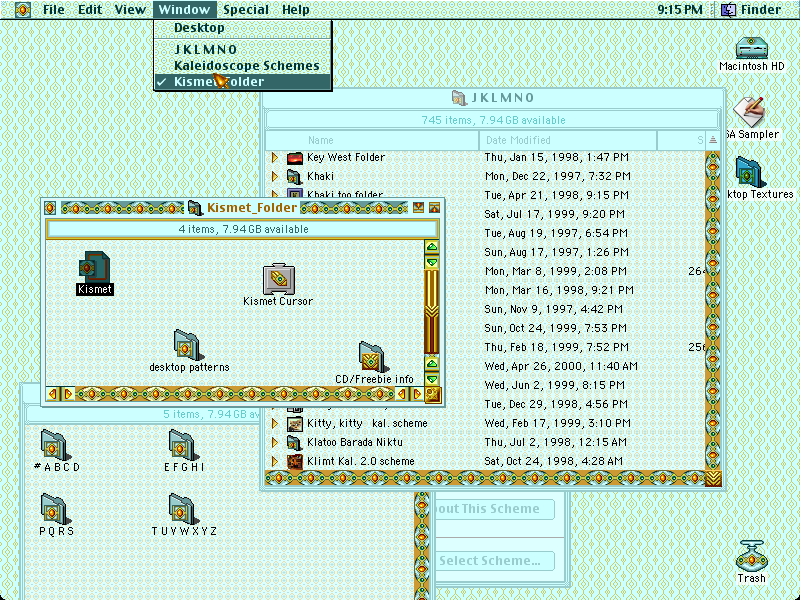 File Edit View Window Special Help 9:15 PM Finder
Desktop
J K L M N O
Kaleidoscope Schemes
Kismet_Folder
Macintosh HD
SA Sampler
ktop Textures
Trash
J K L M N O
745 items, 7.94 GB available
Name Date Modified S
Key West Folder Thu, Jan 15, 1998, 1:47 PM
Khaki Mon, Dec 22, 1997, 7:32 PM
Khaki too folder Tue, Apr 21, 1998, 9:15 PM
Sat, Jul 17, 1999, 9:20 PM
Tue, Aug 19, 1997, 6:54 PM
Sun, Aug 17, 1997, 1:26 PM
Mon, Mar 8, 1999, 2:08 PM 264
Mon, Mar 16, 1998, 9:21 PM
Sun, Nov 9, 1997, 4:42 PM
Sun, Oct 24, 1999, 7:53 PM
Thu, Feb 18, 1999, 7:52 PM 256
Wed, Apr 26, 2000, 11:40 AM
Wed, Jun 2, 1999, 8:15 PM
Tue, Dec 29, 1998, 4:56 PM
Kitty, kitty kal. scheme Wed, Feb 17, 1999, 3:10 PM
Klatoo Barada Niktu Thu, Jul 2, 1998, 12:15 AM
Klimt Kal. 2.0 scheme Sat, Oct 24, 1998, 4:28 AM
Kismet_Folder
4 items, 7.94 GB available
Kismet
Kismet Cursor
desktop patterns
CD/Freebie info
5 items, 7.94 GB av
# A B C D
E F G H I
P Q R S
T U V W X Y Z
out This Scheme
Select Scheme...